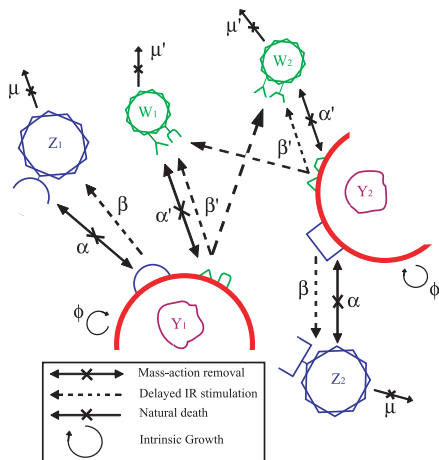 μ'
W₂
μ'
μ
W₁
Z₁
α'
β'
β
α'
β'
Y₂
α
ϕ
β
α
ϕ
Y₁
Z₂
μ
Mass-action removal
Delayed IR stimulation
Natural death
Intrinsic Growth